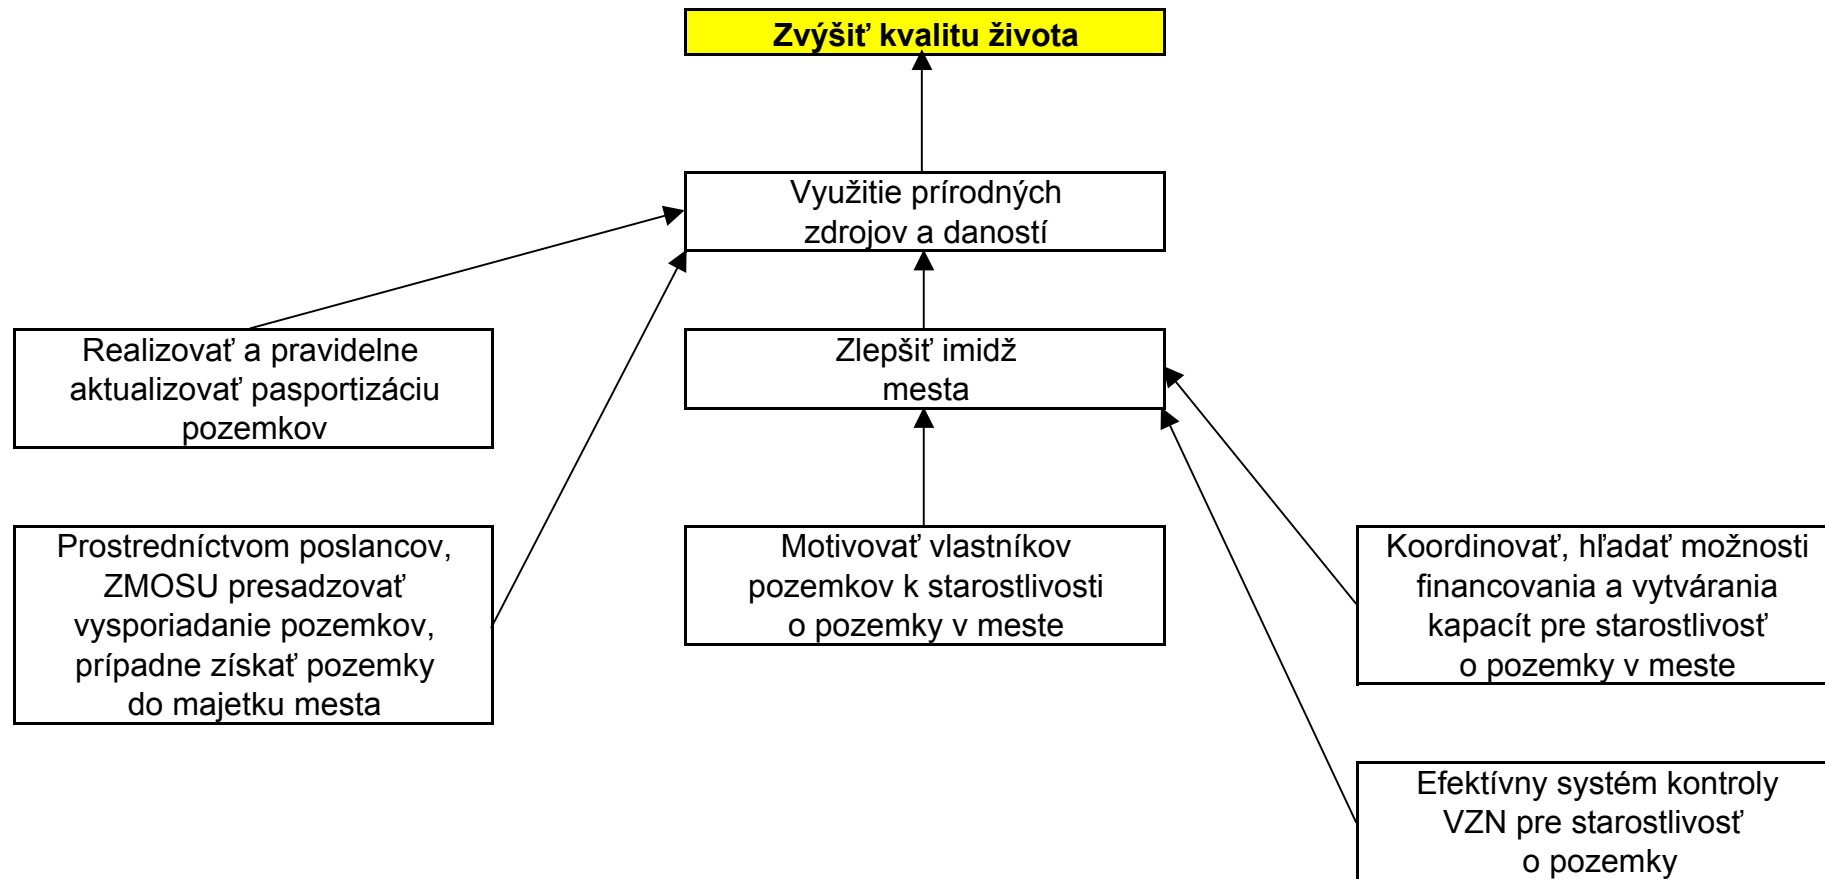 Zvýšiť kvalitu života
Využitie prírodných
zdrojov a daností
Realizovať a pravidelne
aktualizovať pasportizáciu
pozemkov
Zlepšiť imidž
mesta
Prostredníctvom poslancov,
ZMOSU presadzovať
vysporiadanie pozemkov,
prípadne získať pozemky
do majetku mesta
Motivovať vlastníkov
pozemkov k starostlivosti
o pozemky v meste
Koordinovať, hľadať možnosti
financovania a vytvárania
kapacít pre starostlivosť
o pozemky v meste
Efektívny systém kontroly
VZN pre starostlivosť
o pozemky